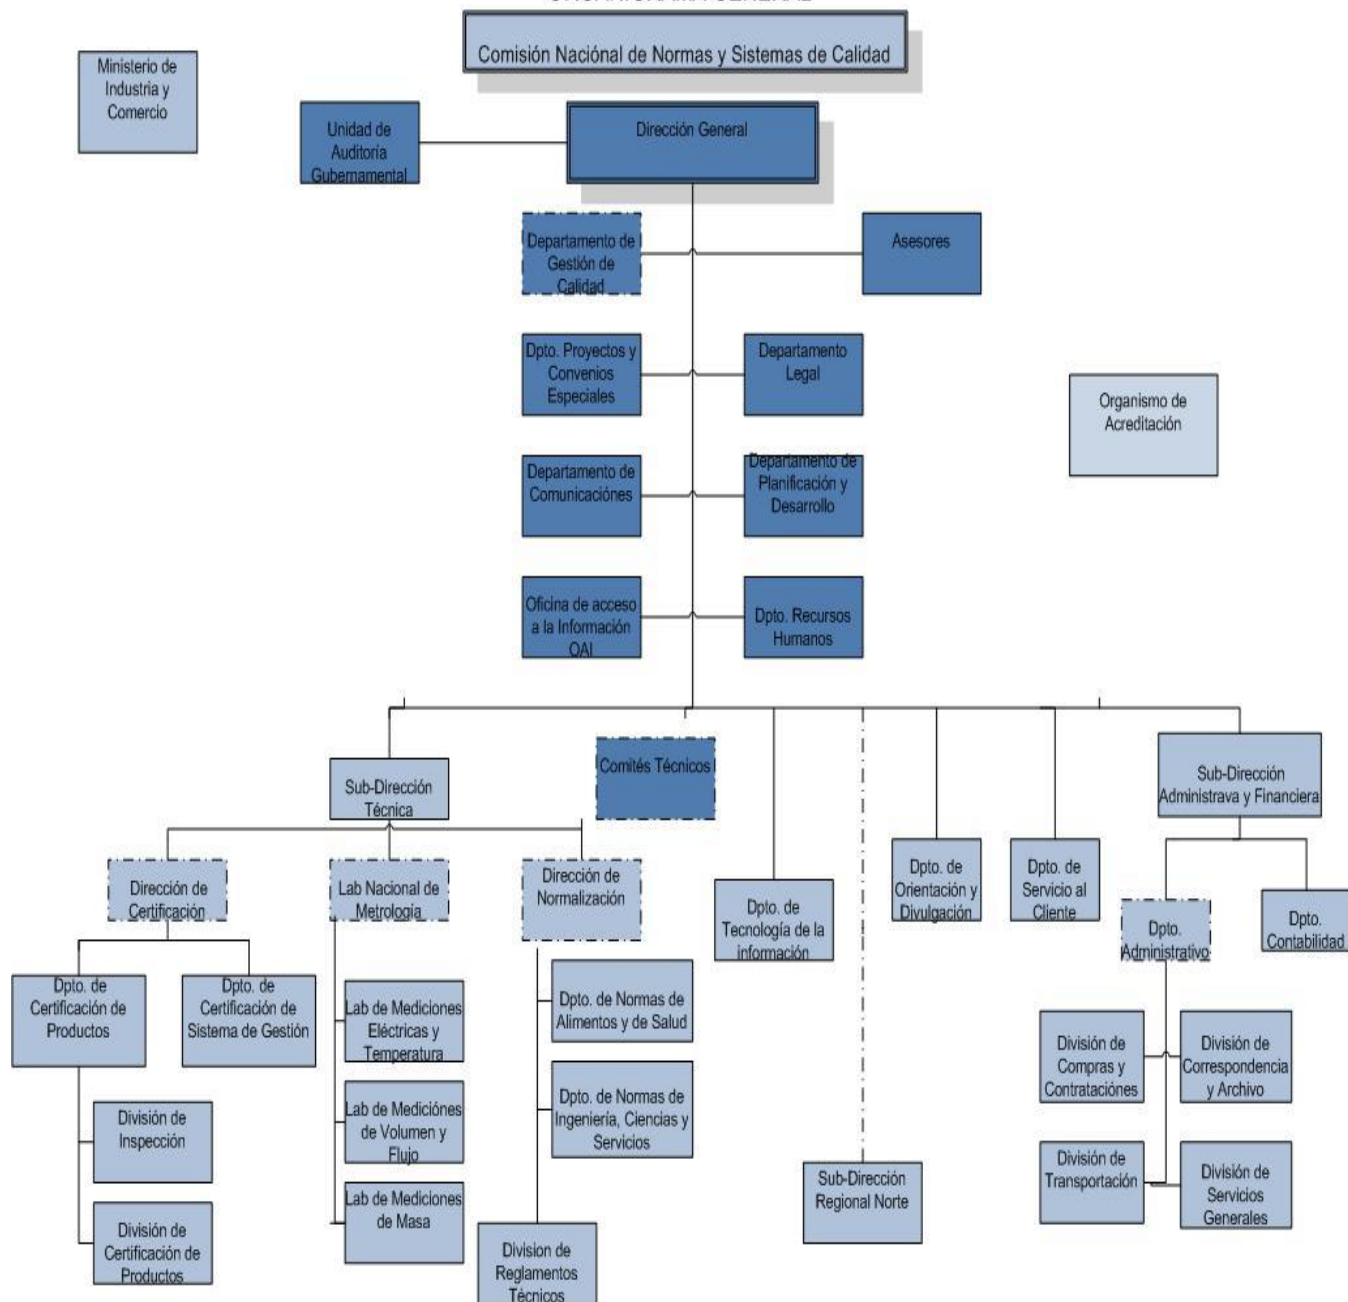 ORGANIGRAMA GENERAL
Comisión Naciónal de Normas y Sistemas de Calidad
Ministerio de
Industria y
Comercio
Unidad de
Auditoría
Gubernamental
Dirección General
Departamento de
Gestión de
Calidad
Asesores
Dpto. Proyectos y
Convenios
Especiales
Departamento
Legal
Organismo de
Acreditación
Departamento de
Comunicaciónes
Departamento de
Planificación y
Desarrollo
Oficina de acceso
a la Información
OAI
Dpto. Recursos
Humanos
Sub-Dirección
Técnica
Comités Técnicos
Sub-Dirección
Administrava y Financiera
Dirección de
Certificación
Lab Nacional de
Metrología
Dirección de
Normalización
Dpto. de
Tecnología de la
información
Dpto. de
Orientación y
Divulgación
Dpto. de
Servicio al
Cliente
Dpto.
Administrativo
Dpto.
Contabilidad
Dpto. de
Certificación de
Productos
Dpto. de
Certificación de
Sistema de Gestión
Lab de Mediciones
Eléctricas y
Temperatura
Dpto. de Normas de
Alimentos y de Salud
División de
Compras y
Contrataciónes
División de
Correspondencia
y Archivo
División de
Inspección
Lab de Mediciónes
de Volumen y
Flujo
Dpto. de Normas de
Ingeniería, Ciencias y
Servicios
Sub-Dirección
Regional Norte
División de
Transportación
División de
Servicios
Generales
División de
Certificación de
Productos
Lab de Mediciones
de Masa
Division de
Reglamentos
Técnicos